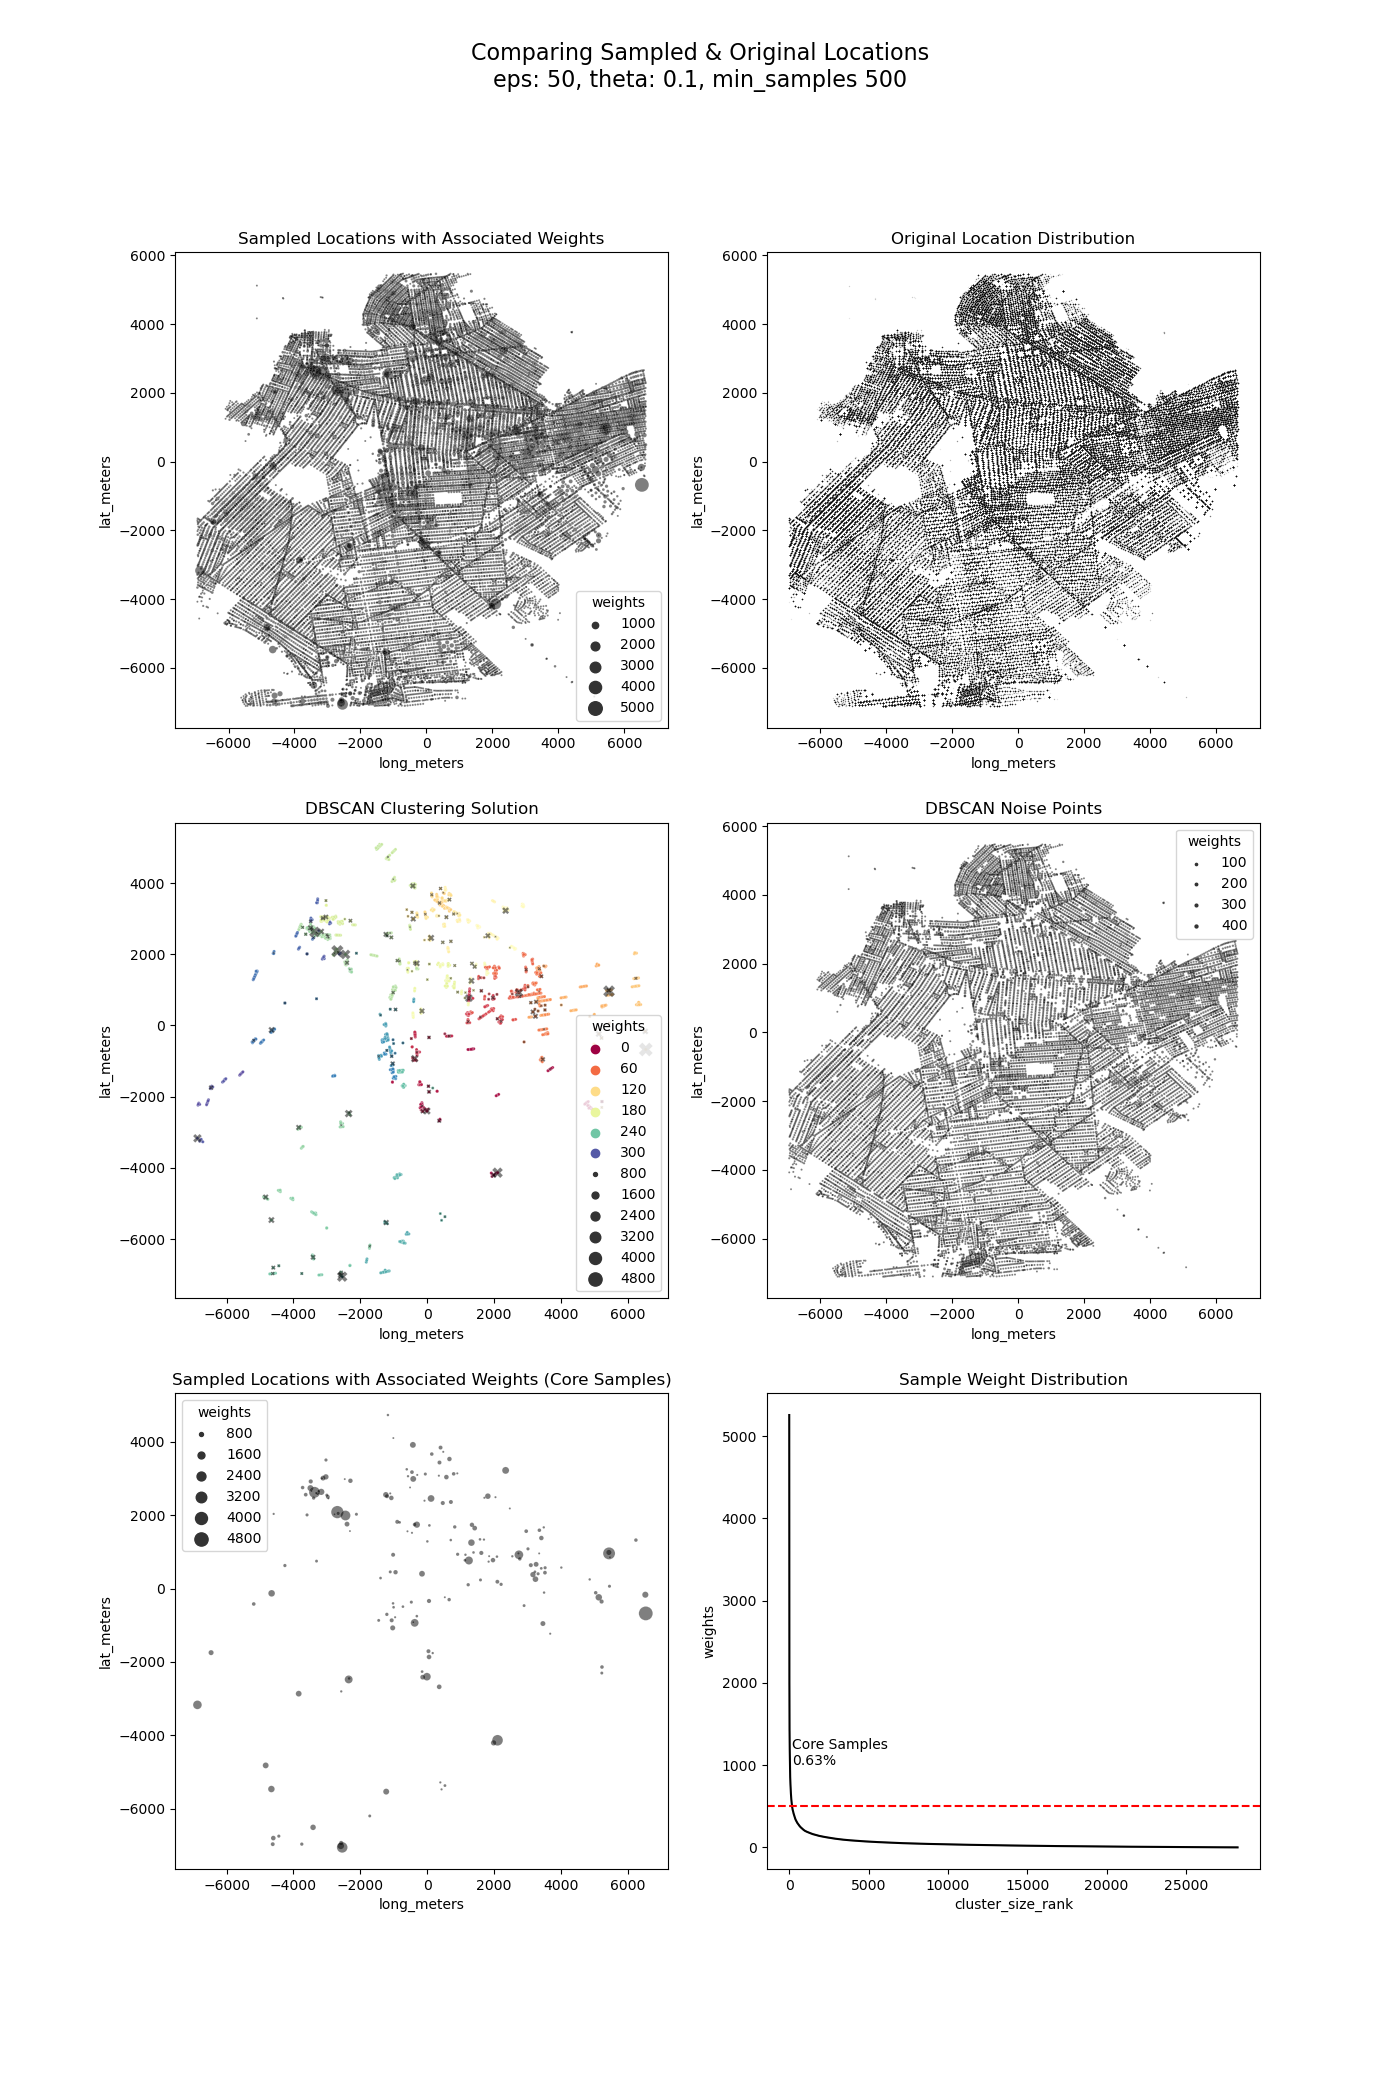 Comparing Sampled & Original Locations
eps: 50, theta: 0.1, min_samples 500
Sampled Locations with Associated Weights
6000
4000
2000
0
−2000
−4000
−6000
lat_meters
weights
1000
2000
3000
4000
5000
−6000 −4000 −2000 0 2000 4000 6000
long_meters
Original Location Distribution
6000
4000
2000
0
−2000
−4000
−6000
lat_meters
−6000 −4000 −2000 0 2000 4000 6000
long_meters
DBSCAN Clustering Solution
4000
2000
0
−2000
−4000
−6000
lat_meters
weights
0
60
120
180
240
300
800
1600
2400
3200
4000
4800
−6000 −4000 −2000 0 2000 4000 6000
long_meters
DBSCAN Noise Points
6000
4000
2000
0
−2000
−4000
−6000
lat_meters
weights
100
200
300
400
−6000 −4000 −2000 0 2000 4000 6000
long_meters
Sampled Locations with Associated Weights (Core Samples)
4000
2000
0
−2000
−4000
−6000
lat_meters
weights
800
1600
2400
3200
4000
4800
−6000 −4000 −2000 0 2000 4000 6000
long_meters
Sample Weight Distribution
5000
4000
3000
2000
1000
0
weights
Core Samples
0.63%
0 5000 10000 15000 20000 25000
cluster_size_rank